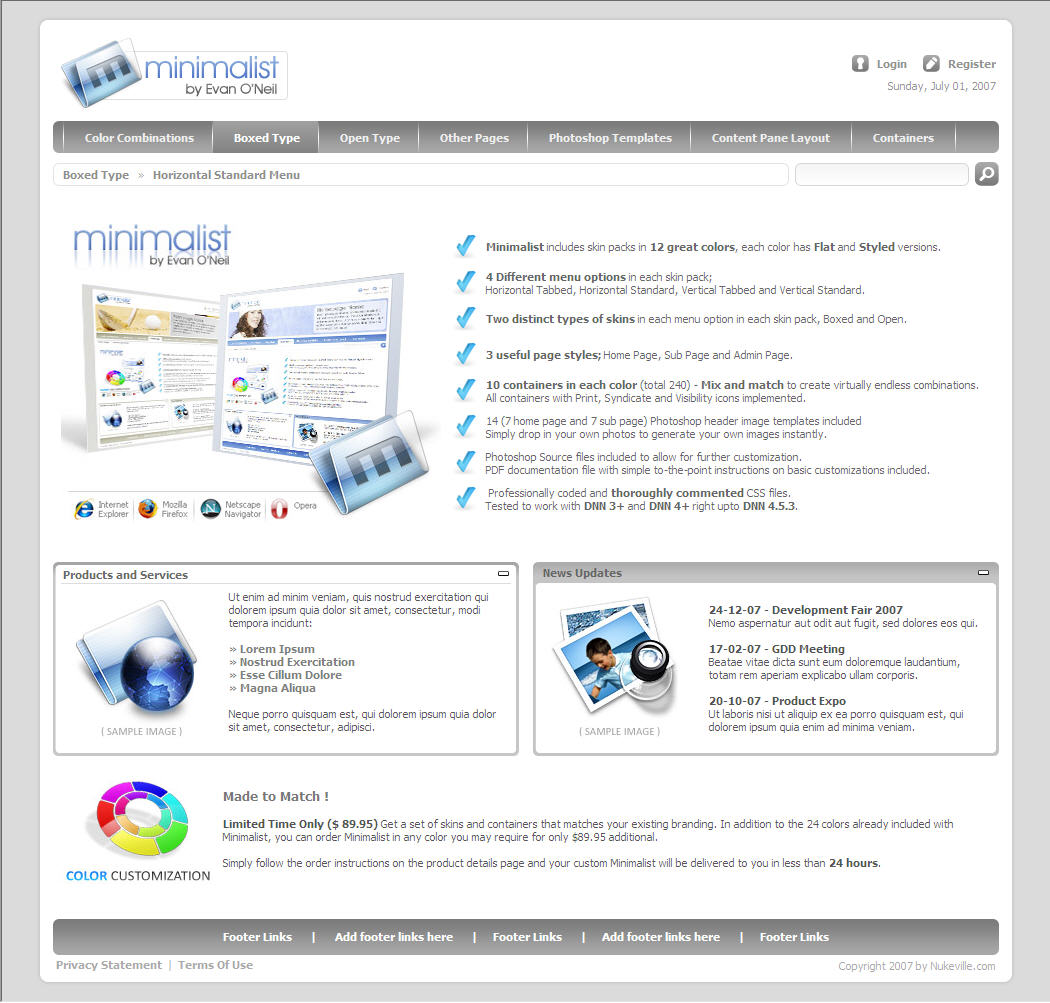 minimalist
by Evan O'Neil
Login
Register
Sunday, July 01, 2007
Color Combinations
Boxed Type
Open Type
Other Pages
Photoshop Templates
Content Pane Layout
Containers
Boxed Type » Horizontal Standard Menu
minimalist
by Evan O'Neil
Internet
Explorer
Mozilla
Firefox
Netscape
Navigator
Opera
Minimalist includes skin packs in 12 great colors, each color has Flat and Styled versions.
4 Different menu options in each skin pack;
Horizontal Tabbed, Horizontal Standard, Vertical Tabbed and Vertical Standard.
Two distinct types of skins in each menu option in each skin pack, Boxed and Open.
3 useful page styles; Home Page, Sub Page and Admin Page.
10 containers in each color (total 240) - Mix and match to create virtually endless combinations.
All containers with Print, Syndicate and Visibility icons implemented.
14 (7 home page and 7 sub page) Photoshop header image templates included
Simply drop in your own photos to generate your own images instantly.
Photoshop Source files included to allow for further customization.
PDF documentation file with simple to-the-point instructions on basic customizations included.
Professionally coded and thoroughly commented CSS files.
Tested to work with DNN 3+ and DNN 4+ right upto DNN 4.5.3.
Products and Services
Ut enim ad minim veniam, quis nostrud exercitation qui
dolorem ipsum quia dolor sit amet, consectetur, modi
tempora incidunt:
» Lorem Ipsum
» Nostrud Exercitation
» Esse Cillum Dolore
» Magna Aliqua
Neque porro quisquam est, qui dolorem ipsum quia dolor
sit amet, consectetur, adipisci.
( SAMPLE IMAGE )
News Updates
24-12-07 - Development Fair 2007
Nemo aspernatur aut odit aut fugit, sed dolores eos qui.
17-02-07 - GDD Meeting
Beatae vitae dicta sunt eum doloremque laudantium,
totam rem aperiam explicabo ullam corporis.
20-10-07 - Product Expo
Ut laboris nisi ut aliquip ex ea porro quisquam est, qui
dolorem ipsum quia enim ad minima veniam.
( SAMPLE IMAGE )
Made to Match !
Limited Time Only ($ 89.95) Get a set of skins and containers that matches your existing branding. In addition to the 24 colors already included with
Minimalist, you can order Minimalist in any color you may require for only $89.95 additional.
Simply follow the order instructions on the product details page and your custom Minimalist will be delivered to you in less than 24 hours.
COLOR CUSTOMIZATION
Footer Links | Add footer links here | Footer Links | Add footer links here | Footer Links
Privacy Statement | Terms Of Use
Copyright 2007 by Nukeville.com